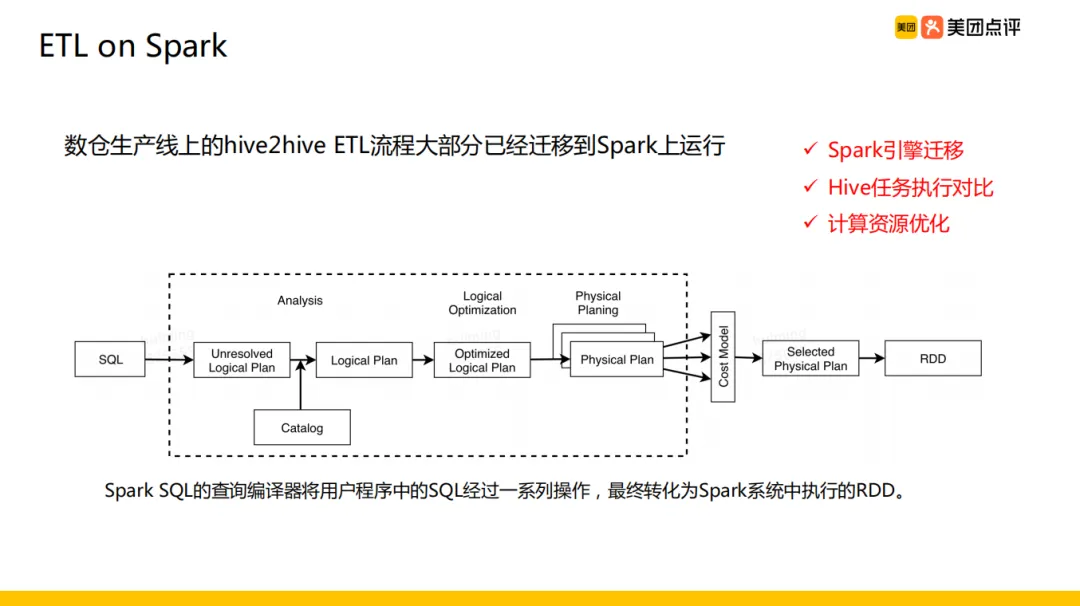 ETL on Spark
美团
美团点评
数仓生产线上的hive2hive ETL流程大部分已经迁移到Spark上运行
✓ Spark引擎迁移
✓ Hive任务执行对比
✓ 计算资源优化
Analysis
Logical
Optimization
Physical
Planing
SQL
Unresolved
Logical Plan
Logical Plan
Optimized
Logical Plan
Physical Plan
Cost Model
Selected
Physical Plan
RDD
Catalog
Spark SQL的查询编译器将用户程序中的SQL经过一系列操作，最终转化为Spark系统中执行的RDD。